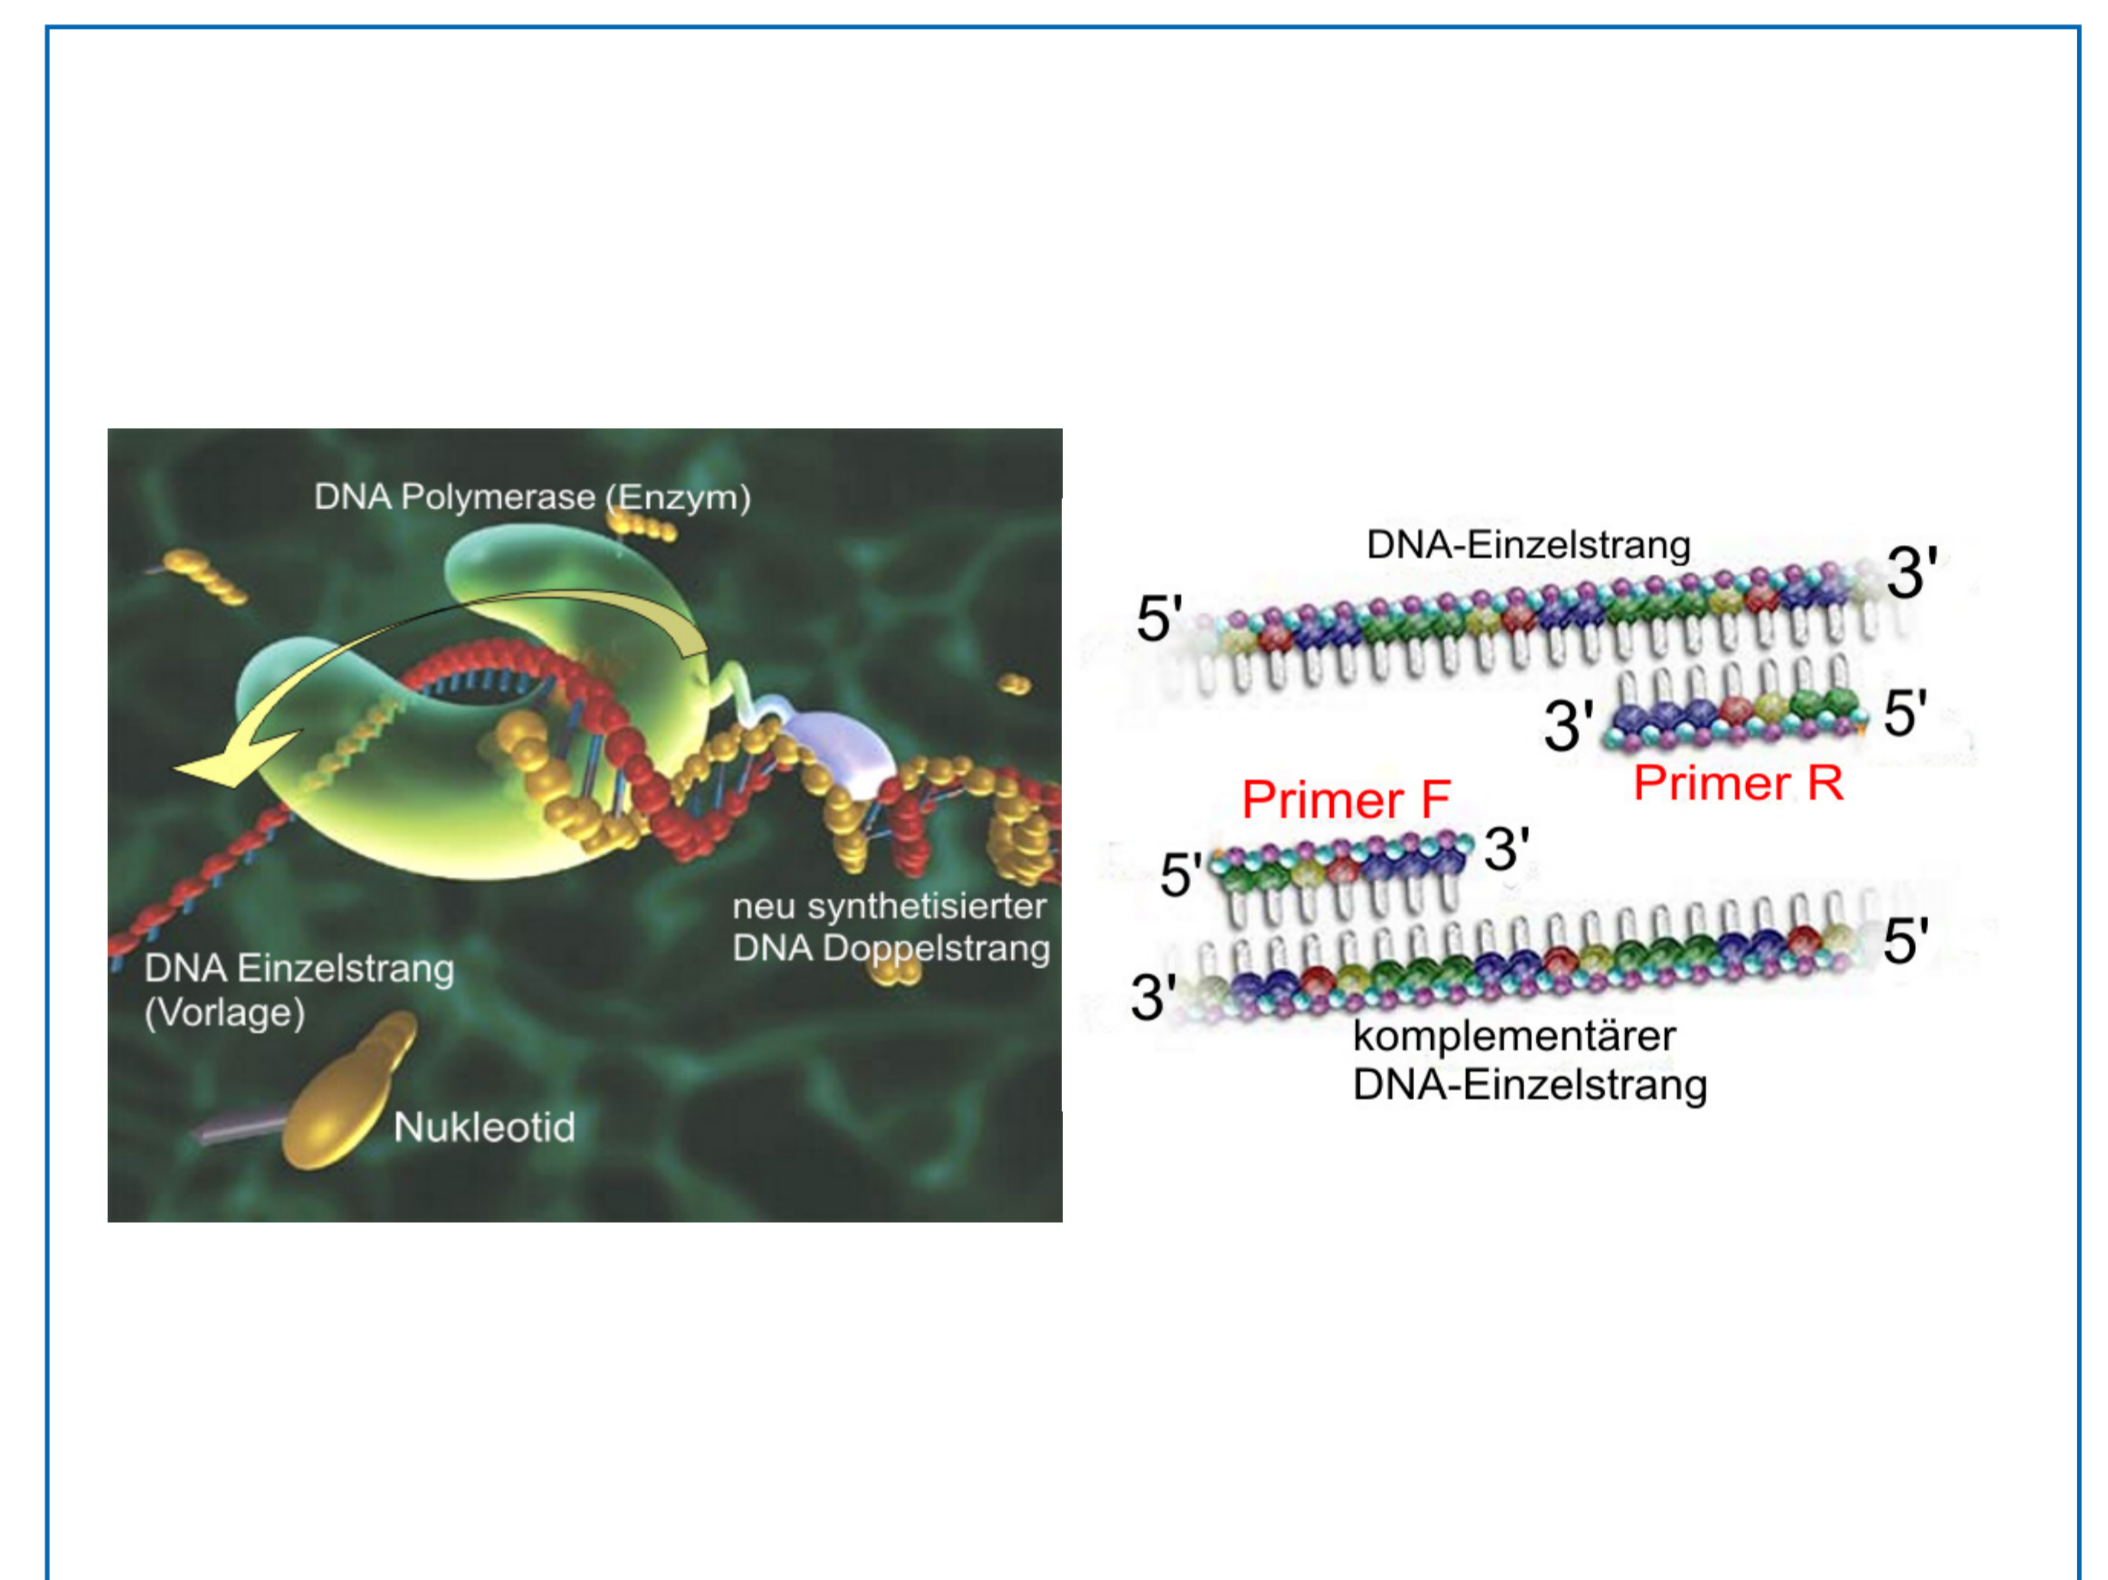 DNA Polymerase (Enzym)
neu synthetisierter
DNA Doppelstrang
DNA Einzelstrang
(Vorlage)
Nukleotid
DNA-Einzelstrang
5'
3'
3'
5'
Primer R
Primer F
5'
3'
3'
5'
komplementärer
DNA-Einzelstrang